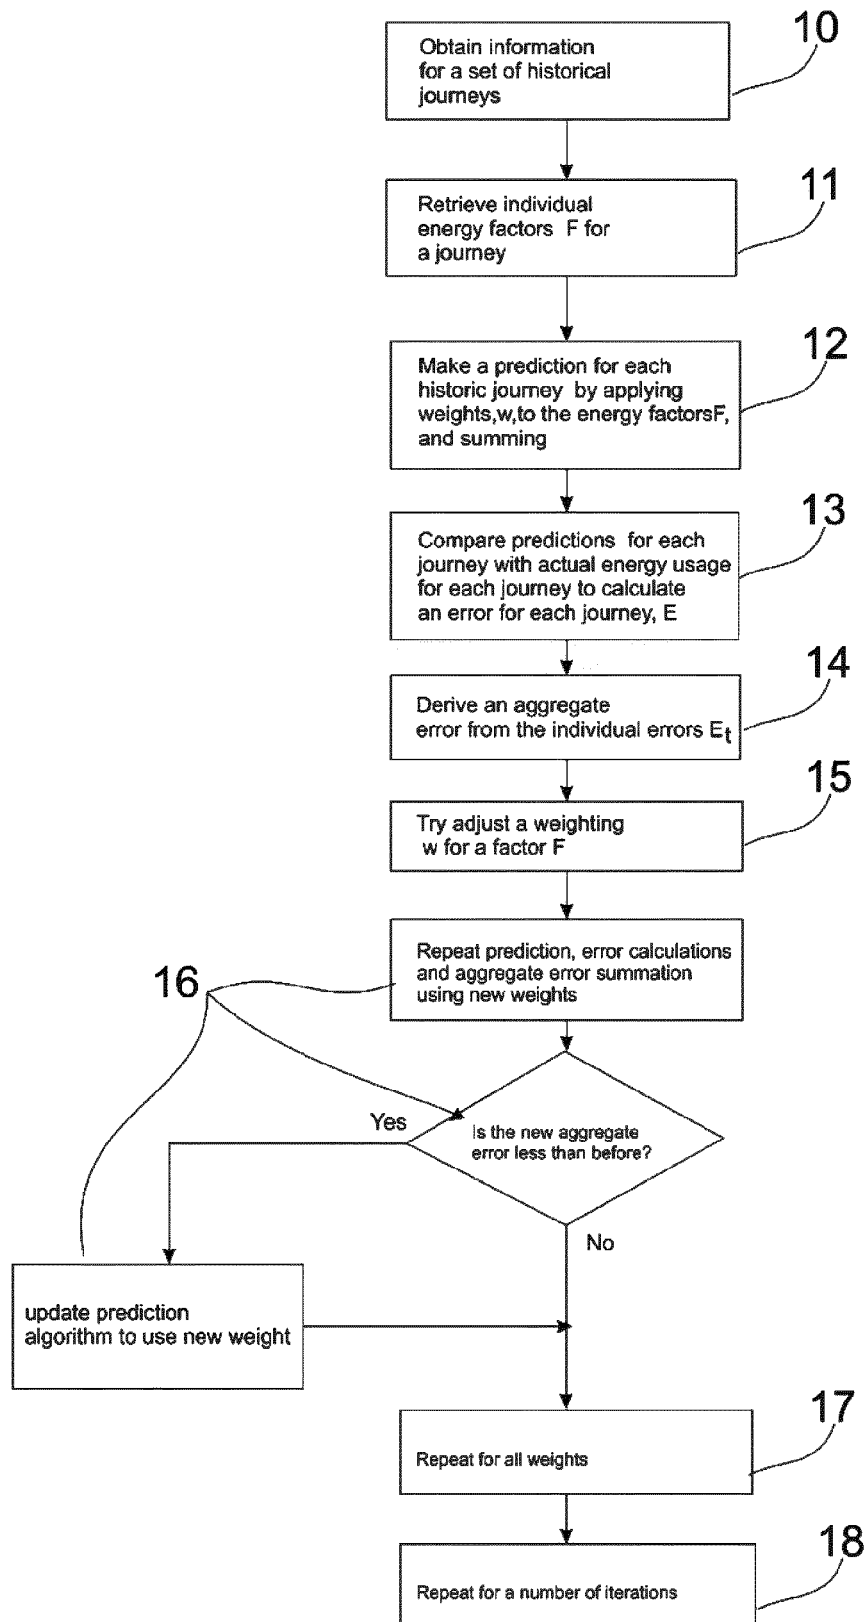 10
Obtain information
for a set of historical
journeys
11
Retrieve individual
energy factors F for
a journey
12
Make a prediction for each
historic journey by applying
weights,w,to the energy factorsF,
and summing
13
Compare predictions for each
journey with actual energy usage
for each journey to calculate
an error for each journey, E
14
Derive an aggregate
error from the individual errors Et
15
Try adjust a weighting
w for a factor F
16
Repeat prediction, error calculations
and aggregate error summation
using new weights
Yes
Is the new aggregate
error less than before?
No
update prediction
algorithm to use new weight
17
Repeat for all weights
18
Repeat for a number of iterations